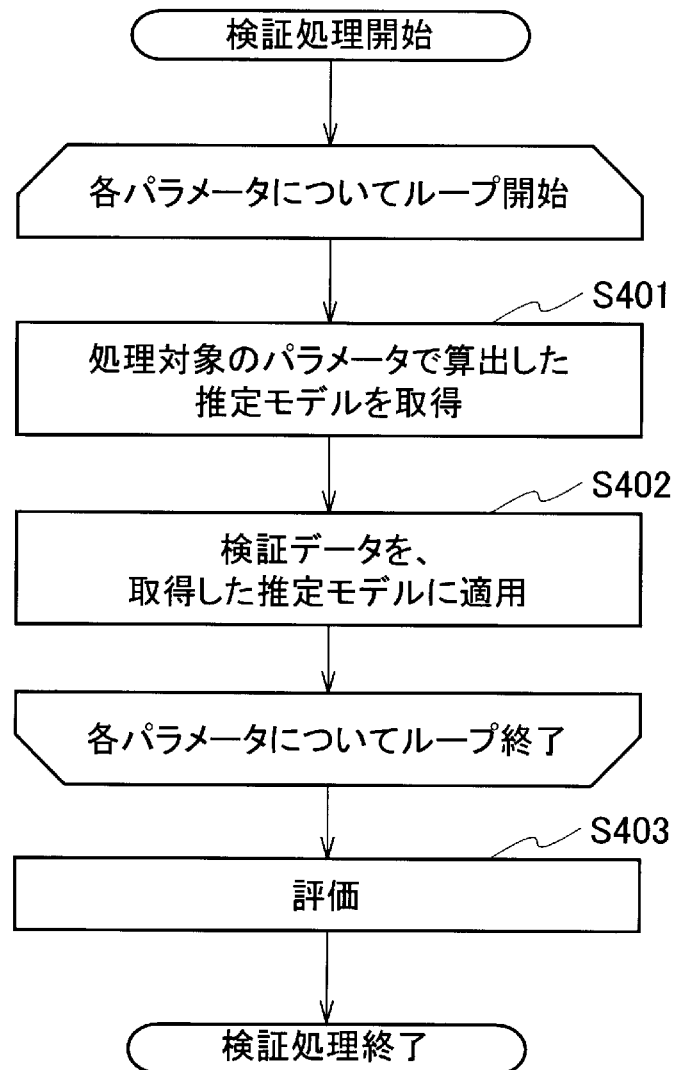 検証処理開始
各パラメータについてループ開始
S401
処理対象のパラメータで算出した
推定モデルを取得
S402
検証データを、
取得した推定モデルに適用
各パラメータについてループ終了
S403
評価
検証処理終了